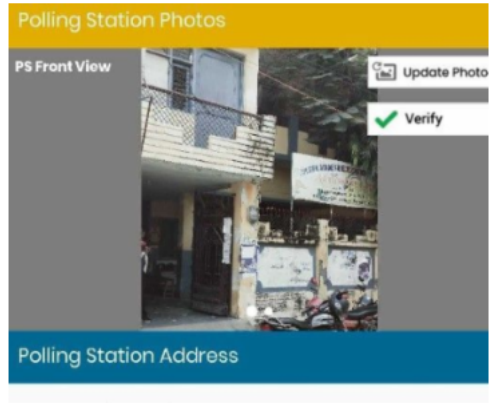 Polling Station Photos
PS Front View
Update Photo
Verify
Polling Station Address